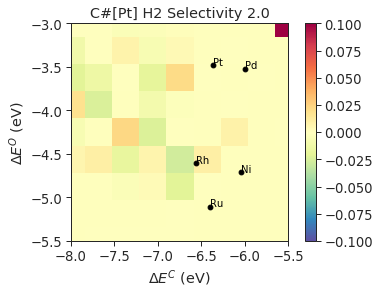 C#[Pt] H2 Selectivity 2.0
ΔE^O (eV)
−3.0
−3.5
−4.0
−4.5
−5.0
−5.5
Pt
Pd
Rh
Ni
Ru
−8.0 −7.5 −7.0 −6.5 −6.0 −5.5
ΔE^C (eV)
0.100
0.075
0.050
0.025
0.000
−0.025
−0.050
−0.075
−0.100